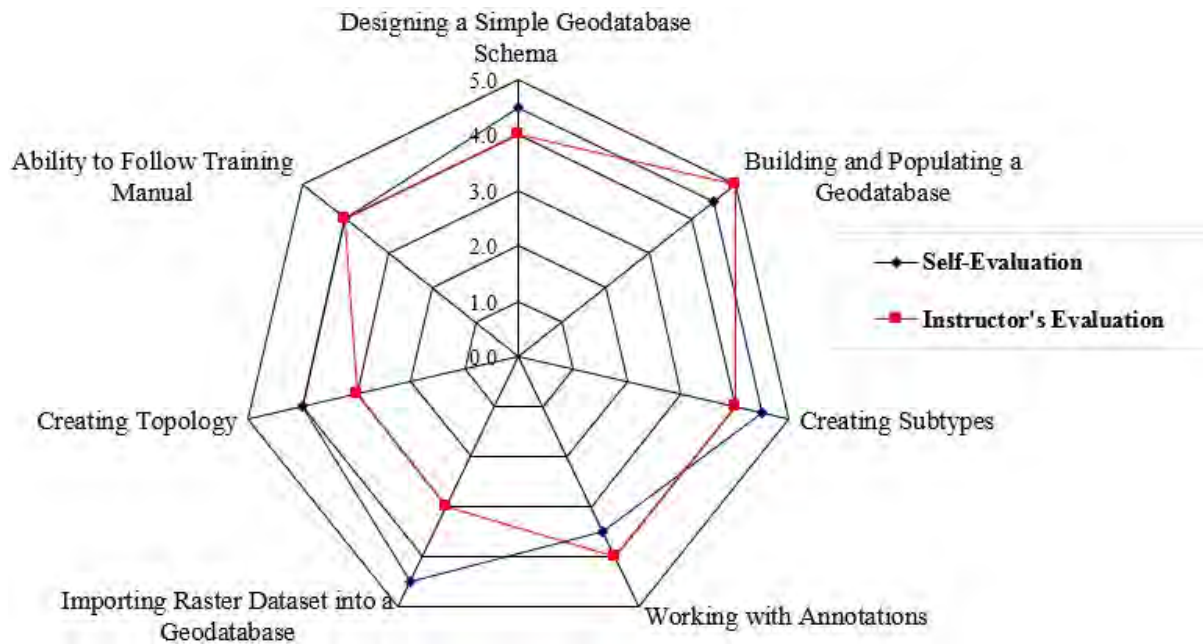 Designing a Simple Geodatabase
Schema
5.0
4.0
3.0
2.0
1.0
0.0
Ability to Follow Training
Manual
Building and Populating a
Geodatabase
Self-Evaluation
Instructor's Evaluation
Creating Topology
Creating Subtypes
Importing Raster Dataset into a
Geodatabase
Working with Annotations